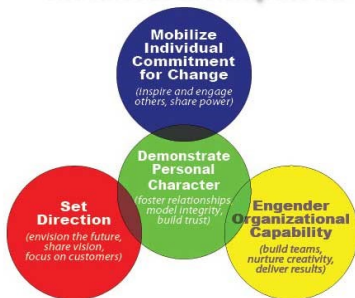 Mobilize
Individual
Commitment
for Change
(inspire and engage
others, share power)
Demonstrate
Personal
Character
(foster relationships,
model integrity,
build trust)
Set
Direction
(envision the future,
share vision,
focus on customers)
Engender
Organizational
Capability
(build teams,
nurture creativity,
deliver results)